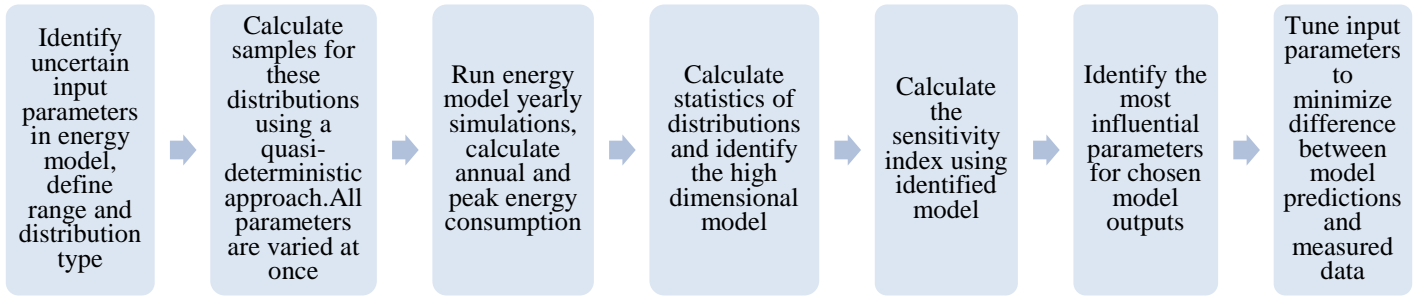 Identify
uncertain
input
parameters
in energy
model,
define
range and
distribution
type
Calculate
samples for
these
distributions
using a
quasi-
deterministic
approach.All
parameters
are varied at
once
Run energy
model yearly
simulations,
calculate
annual and
peak energy
consumption
Calculate
statistics of
distributions
and identify
the high
dimensional
model
Calculate
the
sensitivity
index using
identified
model
Identify the
most
influential
parameters
for chosen
model
outputs
Tune input
parameters
to
minimize
difference
between
model
predictions
and
measured
data